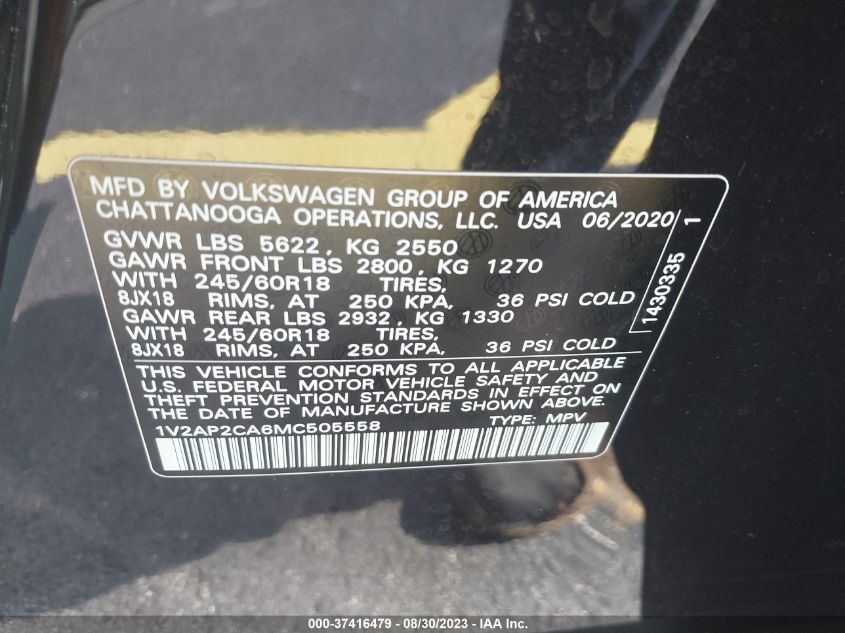 MFD BY VOLKSWAGEN GROUP OF AMERICA
CHATTANOOGA OPERATIONS, LLC. USA 06/2020
GVWR LBS 5622, KG 2550
GAWR FRONT LBS 2800, KG 1270
WITH 245/60R18 TIRES,
8JX18 RIMS, AT 250 KPA, 36 PSI COLD
GAWR REAR LBS 2932, KG 1330
WITH 245/60R18 TIRES,
8JX18 RIMS, AT 250 KPA, 36 PSI COLD
1430335 1
THIS VEHICLE CONFORMS TO ALL APPLICABLE
U.S. FEDERAL MOTOR VEHICLE SAFETY AND
THEFT PREVENTION STANDARDS IN EFFECT ON
THE DATE OF MANUFACTURE SHOWN ABOVE.
1V2AP2CA6MC505558 TYPE: MPV
000-37416479 - 08/30/2023 - IAA Inc.